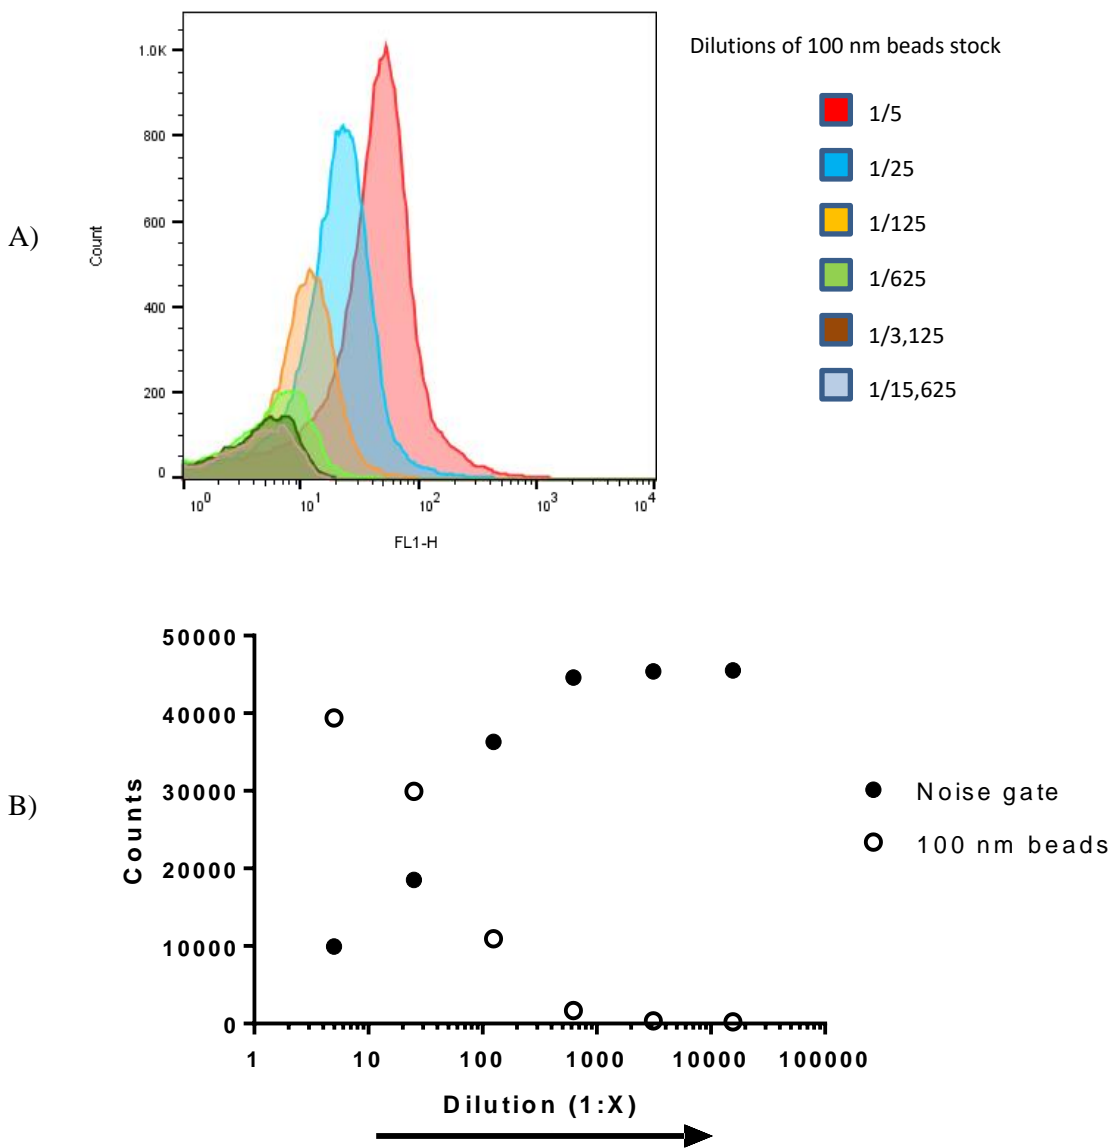 Dilutions of 100 nm beads stock
1/5
1/25
1/125
1/625
1/3,125
1/15,625
A)
Count
1.0K
800
600
400
200
0
10^0 10^1 10^2 10^3 10^4
FL1-H
B)
Counts
50000
40000
30000
20000
10000
0
1 10 100 1000 10000 100000
Dilution (1:X)
Noise gate
100 nm beads